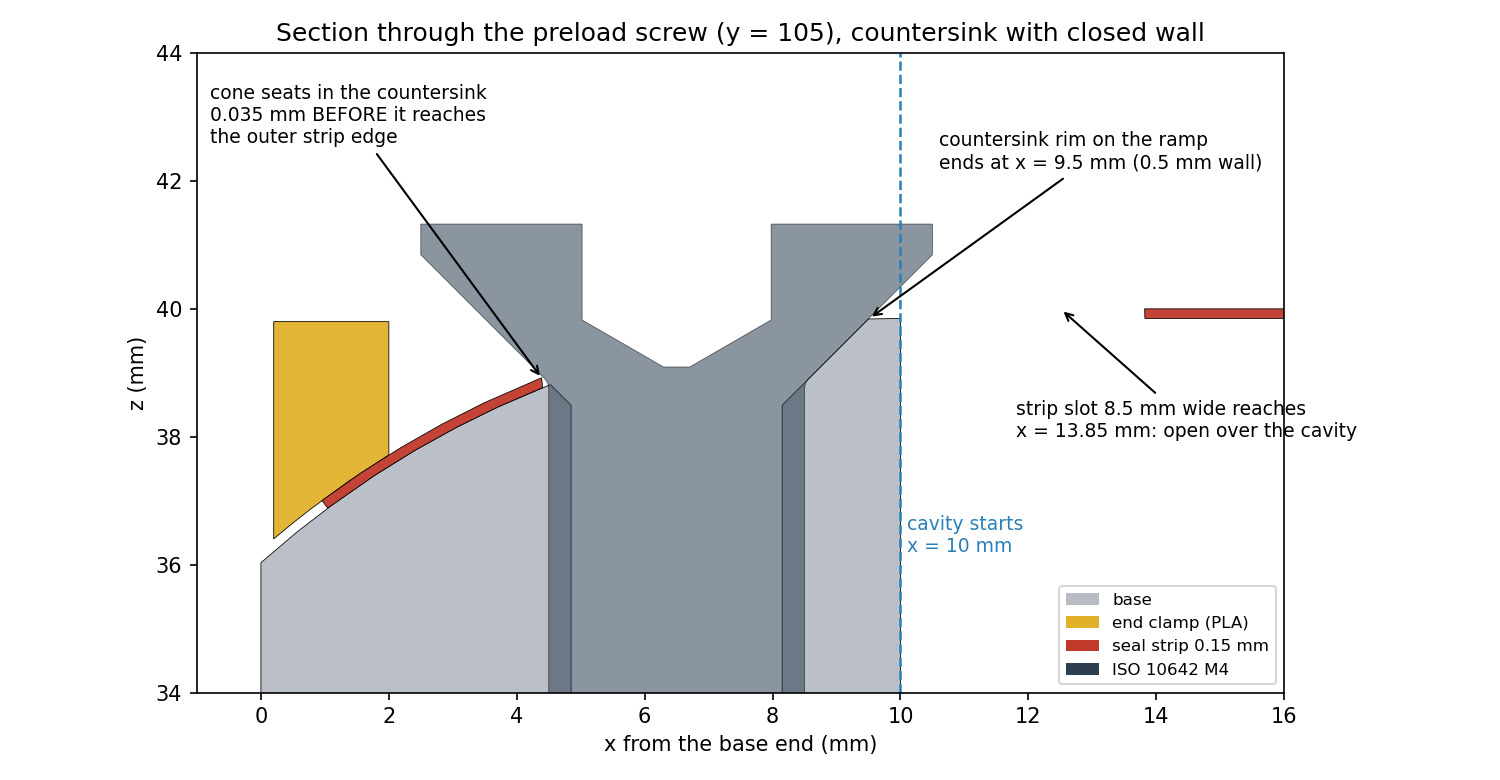 Section through the preload screw (y = 105), countersink with closed wall
cone seats in the countersink
0.035 mm BEFORE it reaches
the outer strip edge
countersink rim on the ramp
ends at x = 9.5 mm (0.5 mm wall)
strip slot 8.5 mm wide reaches
x = 13.85 mm: open over the cavity
cavity starts
x = 10 mm
base
end clamp (PLA)
seal strip 0.15 mm
ISO 10642 M4
z (mm)
44
42
40
38
36
34
0 2 4 6 8 10 12 14 16
x from the base end (mm)